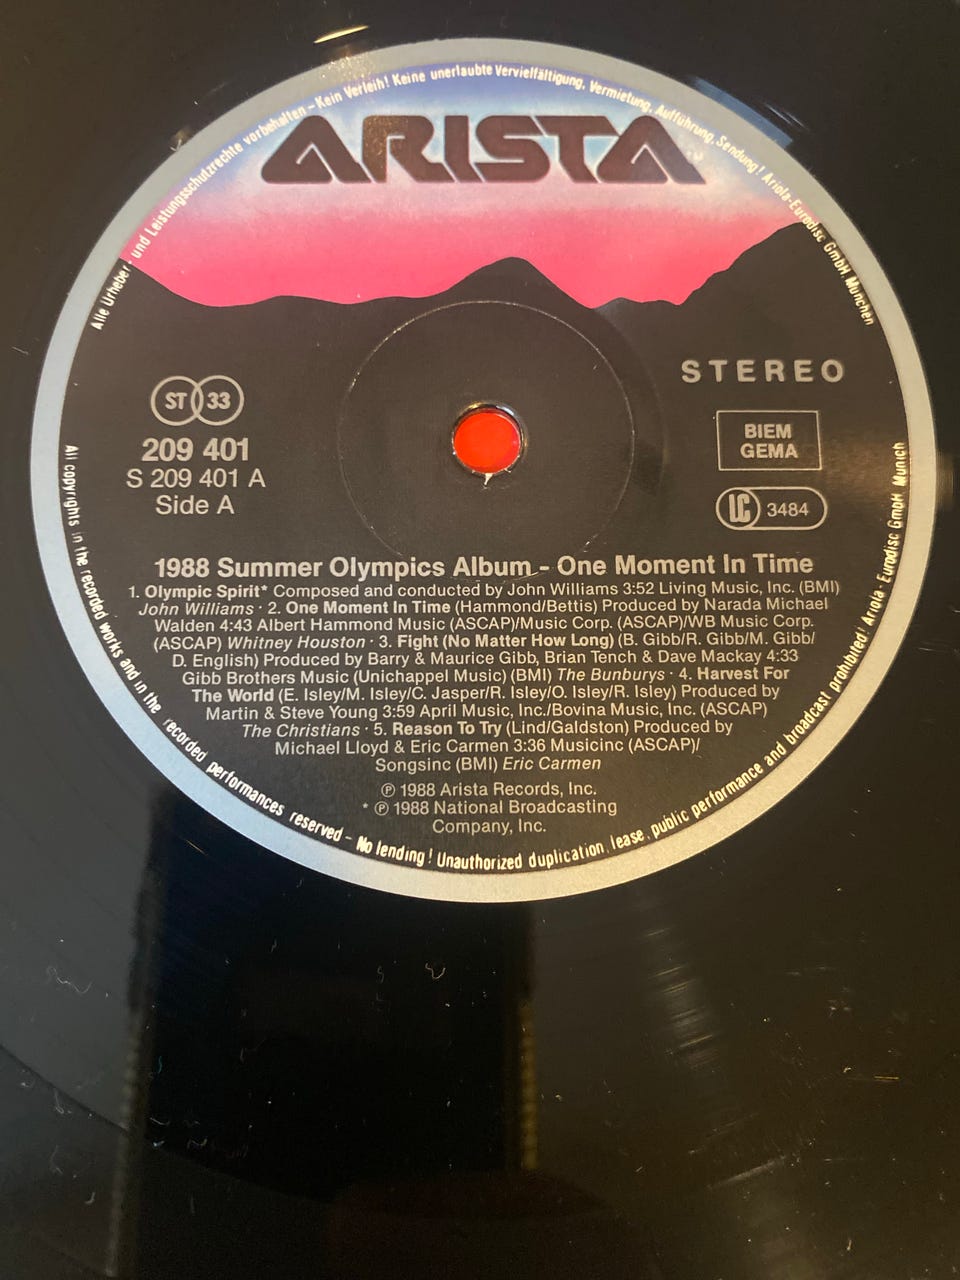 Alle Urheber- und Leistungsschutzrechte vorbehalten – Kein Verleih! Keine unerlaubte Vervielfältigung, Vermietung, Aufführung, Sendung! Ariola-Eurodisc GmbH, München
ARISTA
STEREO
ST 33
BIEM
GEMA
209 401
S 209 401 A
Side A
LC 3484
1988 Summer Olympics Album - One Moment In Time
1. Olympic Spirit* Composed and conducted by John Williams 3:52 Living Music, Inc. (BMI)
John Williams · 2. One Moment In Time (Hammond/Bettis) Produced by Narada Michael
Walden 4:43 Albert Hammond Music (ASCAP)/Music Corp. (ASCAP)/WB Music Corp.
(ASCAP) Whitney Houston · 3. Fight (No Matter How Long) (B. Gibb/R. Gibb/M. Gibb/
D. English) Produced by Barry & Maurice Gibb, Brian Tench & Dave Mackay 4:33
Gibb Brothers Music (Unichappel Music) (BMI) The Bunburys · 4. Harvest For
The World (E. Isley/M. Isley/C. Jasper/R. Isley/O. Isley/R. Isley) Produced by
Martin & Steve Young 3:59 April Music, Inc./Bovina Music, Inc. (ASCAP)
The Christians · 5. Reason To Try (Lind/Galdston) Produced by
Michael Lloyd & Eric Carmen 3:36 Musicinc (ASCAP)/
Songsinc (BMI) Eric Carmen
℗ 1988 Arista Records, Inc.
* ℗ 1988 National Broadcasting
Company, Inc.
All copyrights in the recorded works and in the recorded performances reserved – No lending! Unauthorized duplication, lease, public performance and broadcast prohibited! Ariola-Eurodisc GmbH, Munich